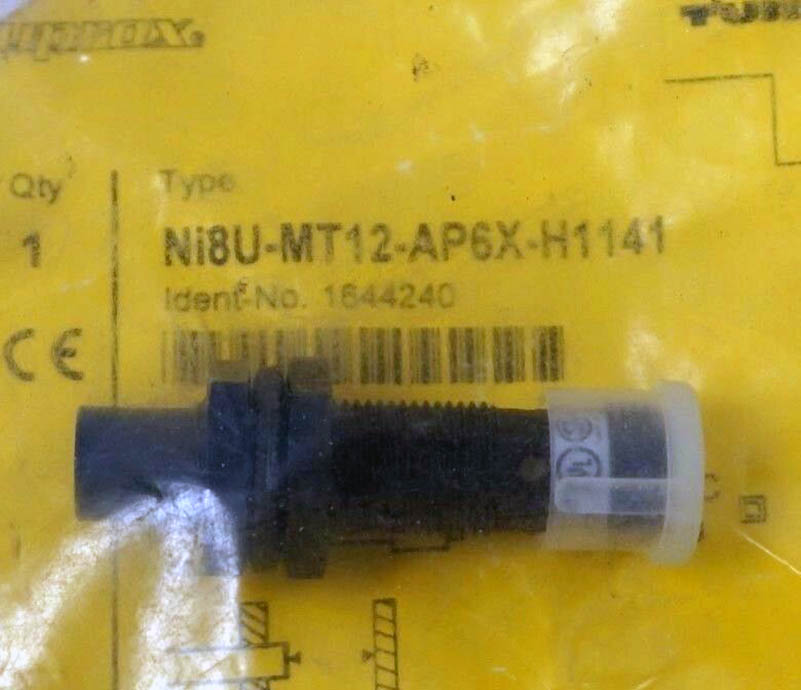 Qty
Type
1
Ni8U-MT12-AP6X-H1141
Ident-No. 1644240
CE